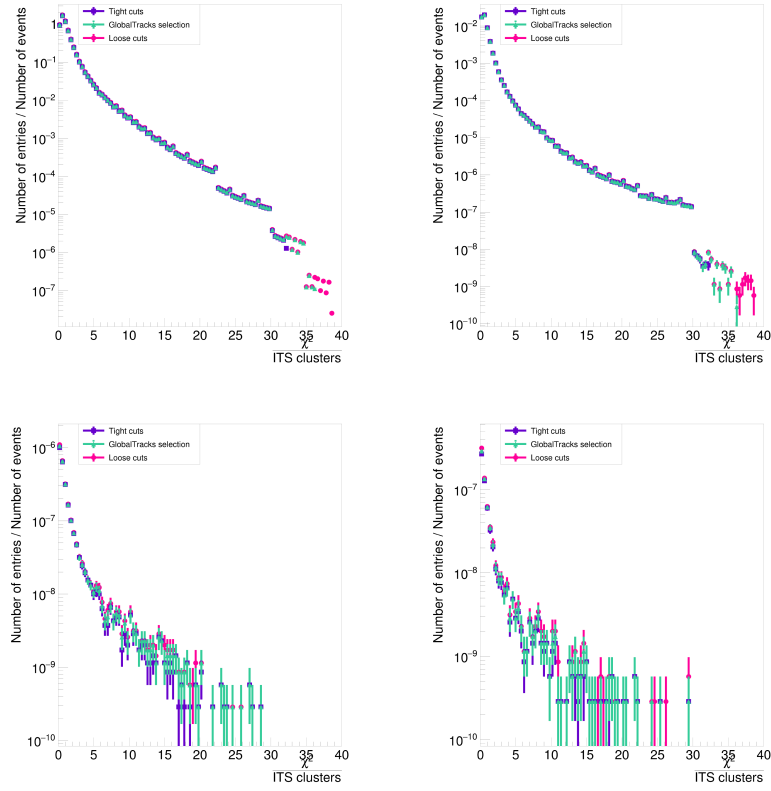 Number of entries / Number of events
1
10⁻¹
10⁻²
10⁻³
10⁻⁴
10⁻⁵
10⁻⁶
10⁻⁷
Tight cuts
GlobalTracks selection
Loose cuts
0 5 10 15 20 25 30 35 40
χ²
ITS clusters
Number of entries / Number of events
10⁻²
10⁻³
10⁻⁴
10⁻⁵
10⁻⁶
10⁻⁷
10⁻⁸
10⁻⁹
10⁻¹⁰
Tight cuts
GlobalTracks selection
Loose cuts
0 5 10 15 20 25 30 35 40
χ²
ITS clusters
Number of entries / Number of events
10⁻⁶
10⁻⁷
10⁻⁸
10⁻⁹
10⁻¹⁰
Tight cuts
GlobalTracks selection
Loose cuts
0 5 10 15 20 25 30 35 40
χ²
ITS clusters
Number of entries / Number of events
10⁻⁷
10⁻⁸
10⁻⁹
10⁻¹⁰
Tight cuts
GlobalTracks selection
Loose cuts
0 5 10 15 20 25 30 35 40
χ²
ITS clusters